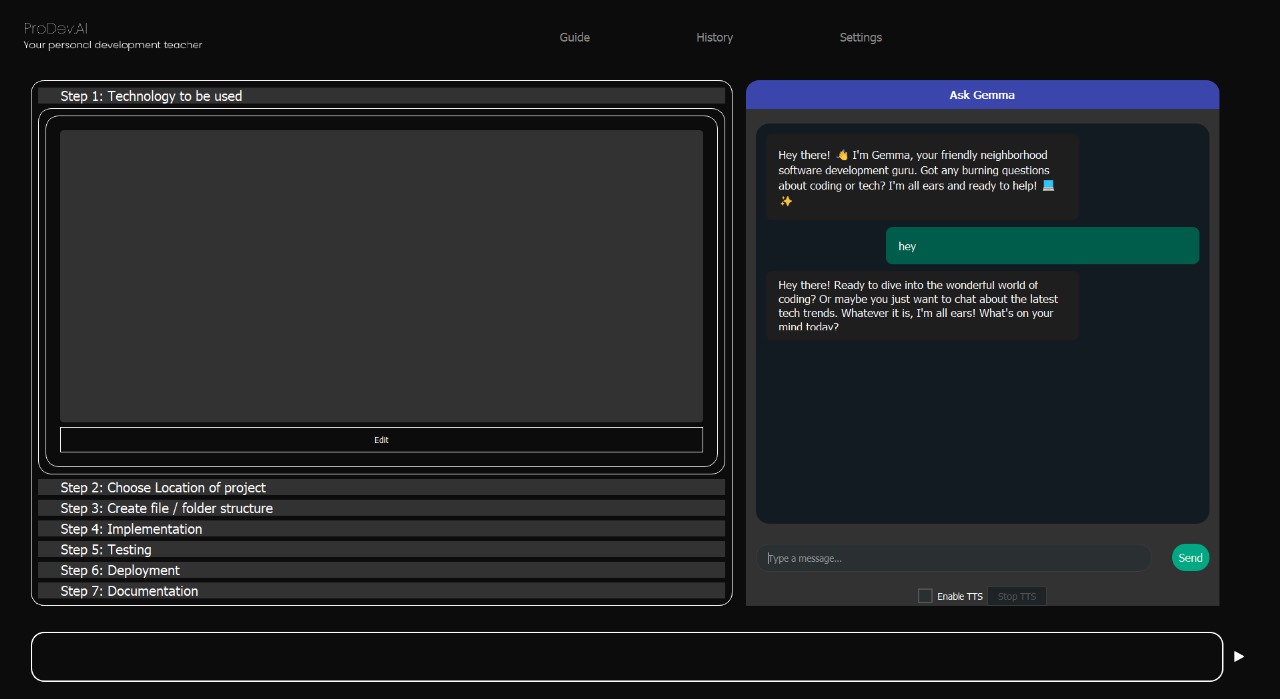 ProDev.AI
Your personal development teacher
Guide
History
Settings
Step 1: Technology to be used
Edit
Step 2: Choose Location of project
Step 3: Create file / folder structure
Step 4: Implementation
Step 5: Testing
Step 6: Deployment
Step 7: Documentation
Ask Gemma
Hey there! 👋 I'm Gemma, your friendly neighborhood
software development guru. Got any burning questions
about coding or tech? I'm all ears and ready to help! 💻
✨
hey
Hey there! Ready to dive into the wonderful world of
coding? Or maybe you just want to chat about the latest
tech trends. Whatever it is, I'm all ears! What's on your
mind today?
Type a message...
Send
Enable TTS
Stop TTS